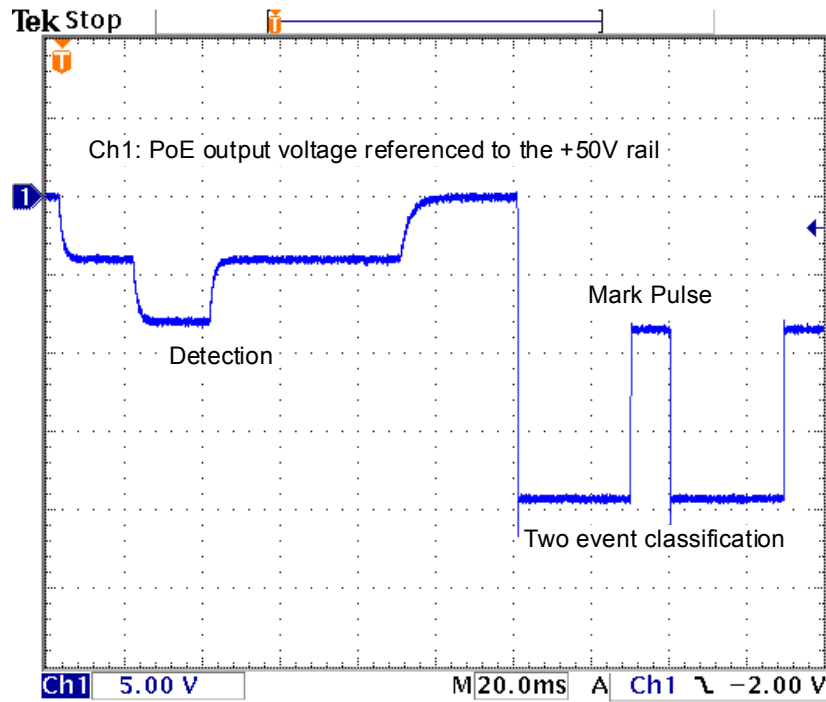 Tek Stop
T
T
Ch1: PoE output voltage referenced to the +50V rail
1
Mark Pulse
Detection
Two event classification
Ch1 5.00 V M 20.0ms A Ch1 -2.00 V